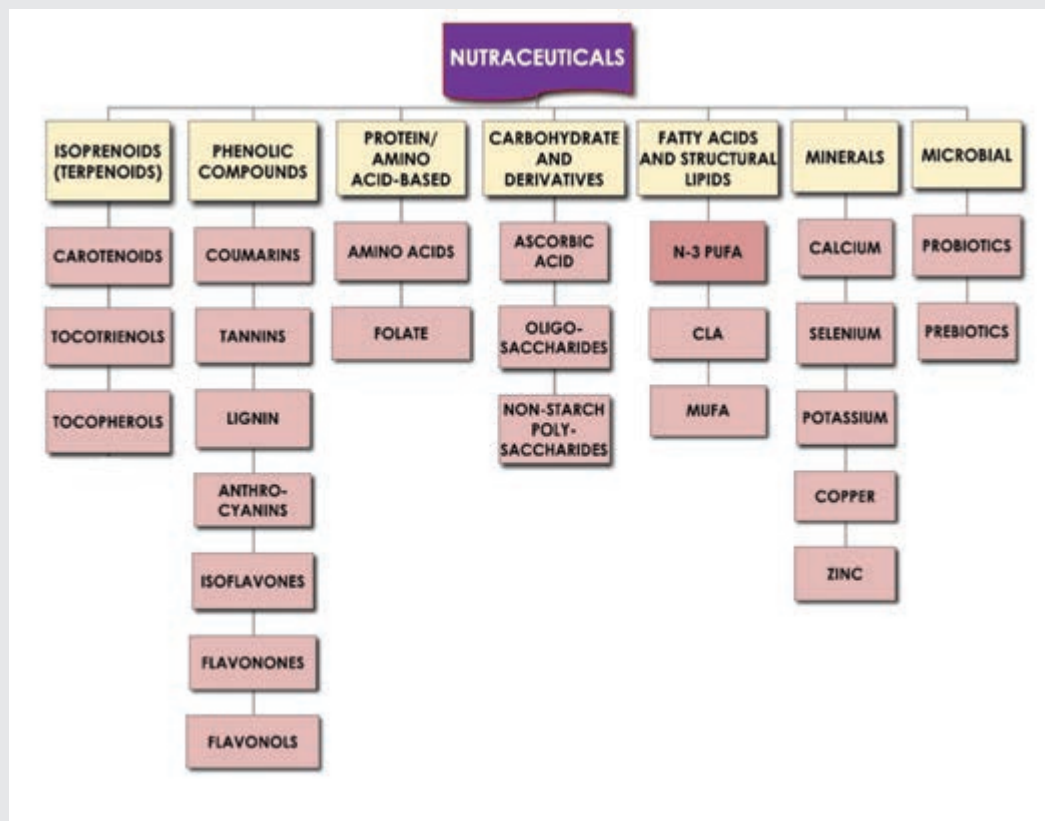 NUTRACEUTICALS
ISOPRENOIDS
(TERPENOIDS)
CAROTENOIDS
TOCOTRIENOLS
TOCOPHEROLS
PHENOLIC
COMPOUNDS
COUMARINS
TANNINS
LIGNIN
ANTHRO-
CYANINS
ISOFLAVONES
FLAVONONES
FLAVONOLS
PROTEIN/
AMINO
ACID-BASED
AMINO ACIDS
FOLATE
CARBOHYDRATE
AND
DERIVATIVES
ASCORBIC
ACID
OLIGO-
SACCHARIDES
NON-STARCH
POLY-
SACCHARIDES
FATTY ACIDS
AND STRUCTURAL
LIPIDS
N-3 PUFA
CLA
MUFA
MINERALS
CALCIUM
SELENIUM
POTASSIUM
COPPER
ZINC
MICROBIAL
PROBIOTICS
PREBIOTICS